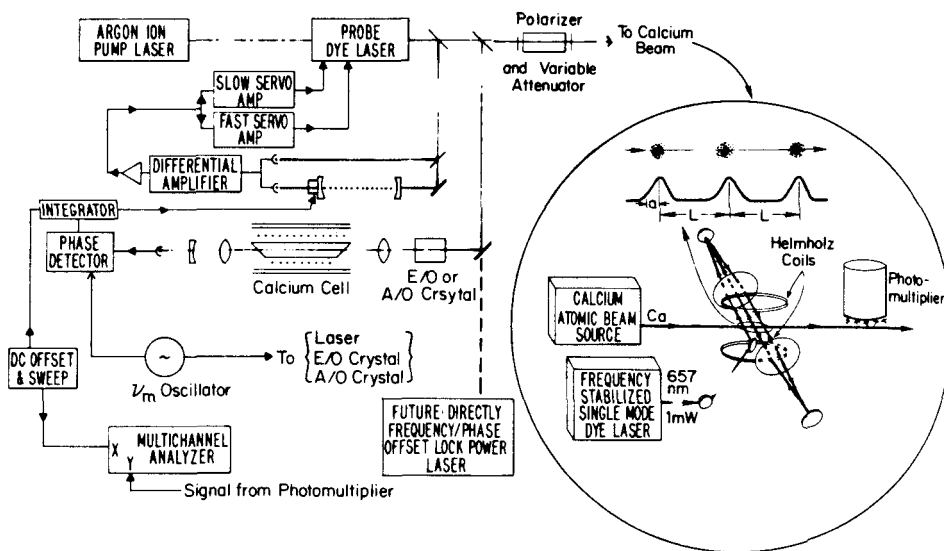 ARGON ION
PUMP LASER
PROBE
DYE LASER
Polarizer
and Variable
Attenuator
To Calcium
Beam
SLOW SERVO
AMP
FAST SERVO
AMP
DIFFERENTIAL
AMPLIFIER
INTEGRATOR
PHASE
DETECTOR
Calcium Cell
E/O or
A/O Crsytal
DC OFFSET
& SWEEP
~
νm Oscillator
To { Laser
E/O Crystal
A/O Crystal }
X
Y
MULTICHANNEL
ANALYZER
Signal from Photomultiplier
FUTURE: DIRECTLY
FREQUENCY/PHASE
OFFSET LOCK POWER
LASER
a
L
L
Helmholz
Coils
Photo-
multiplier
CALCIUM
ATOMIC BEAM
SOURCE
Ca
FREQUENCY
STABILIZED
SINGLE MODE
DYE LASER
657
nm
1mW